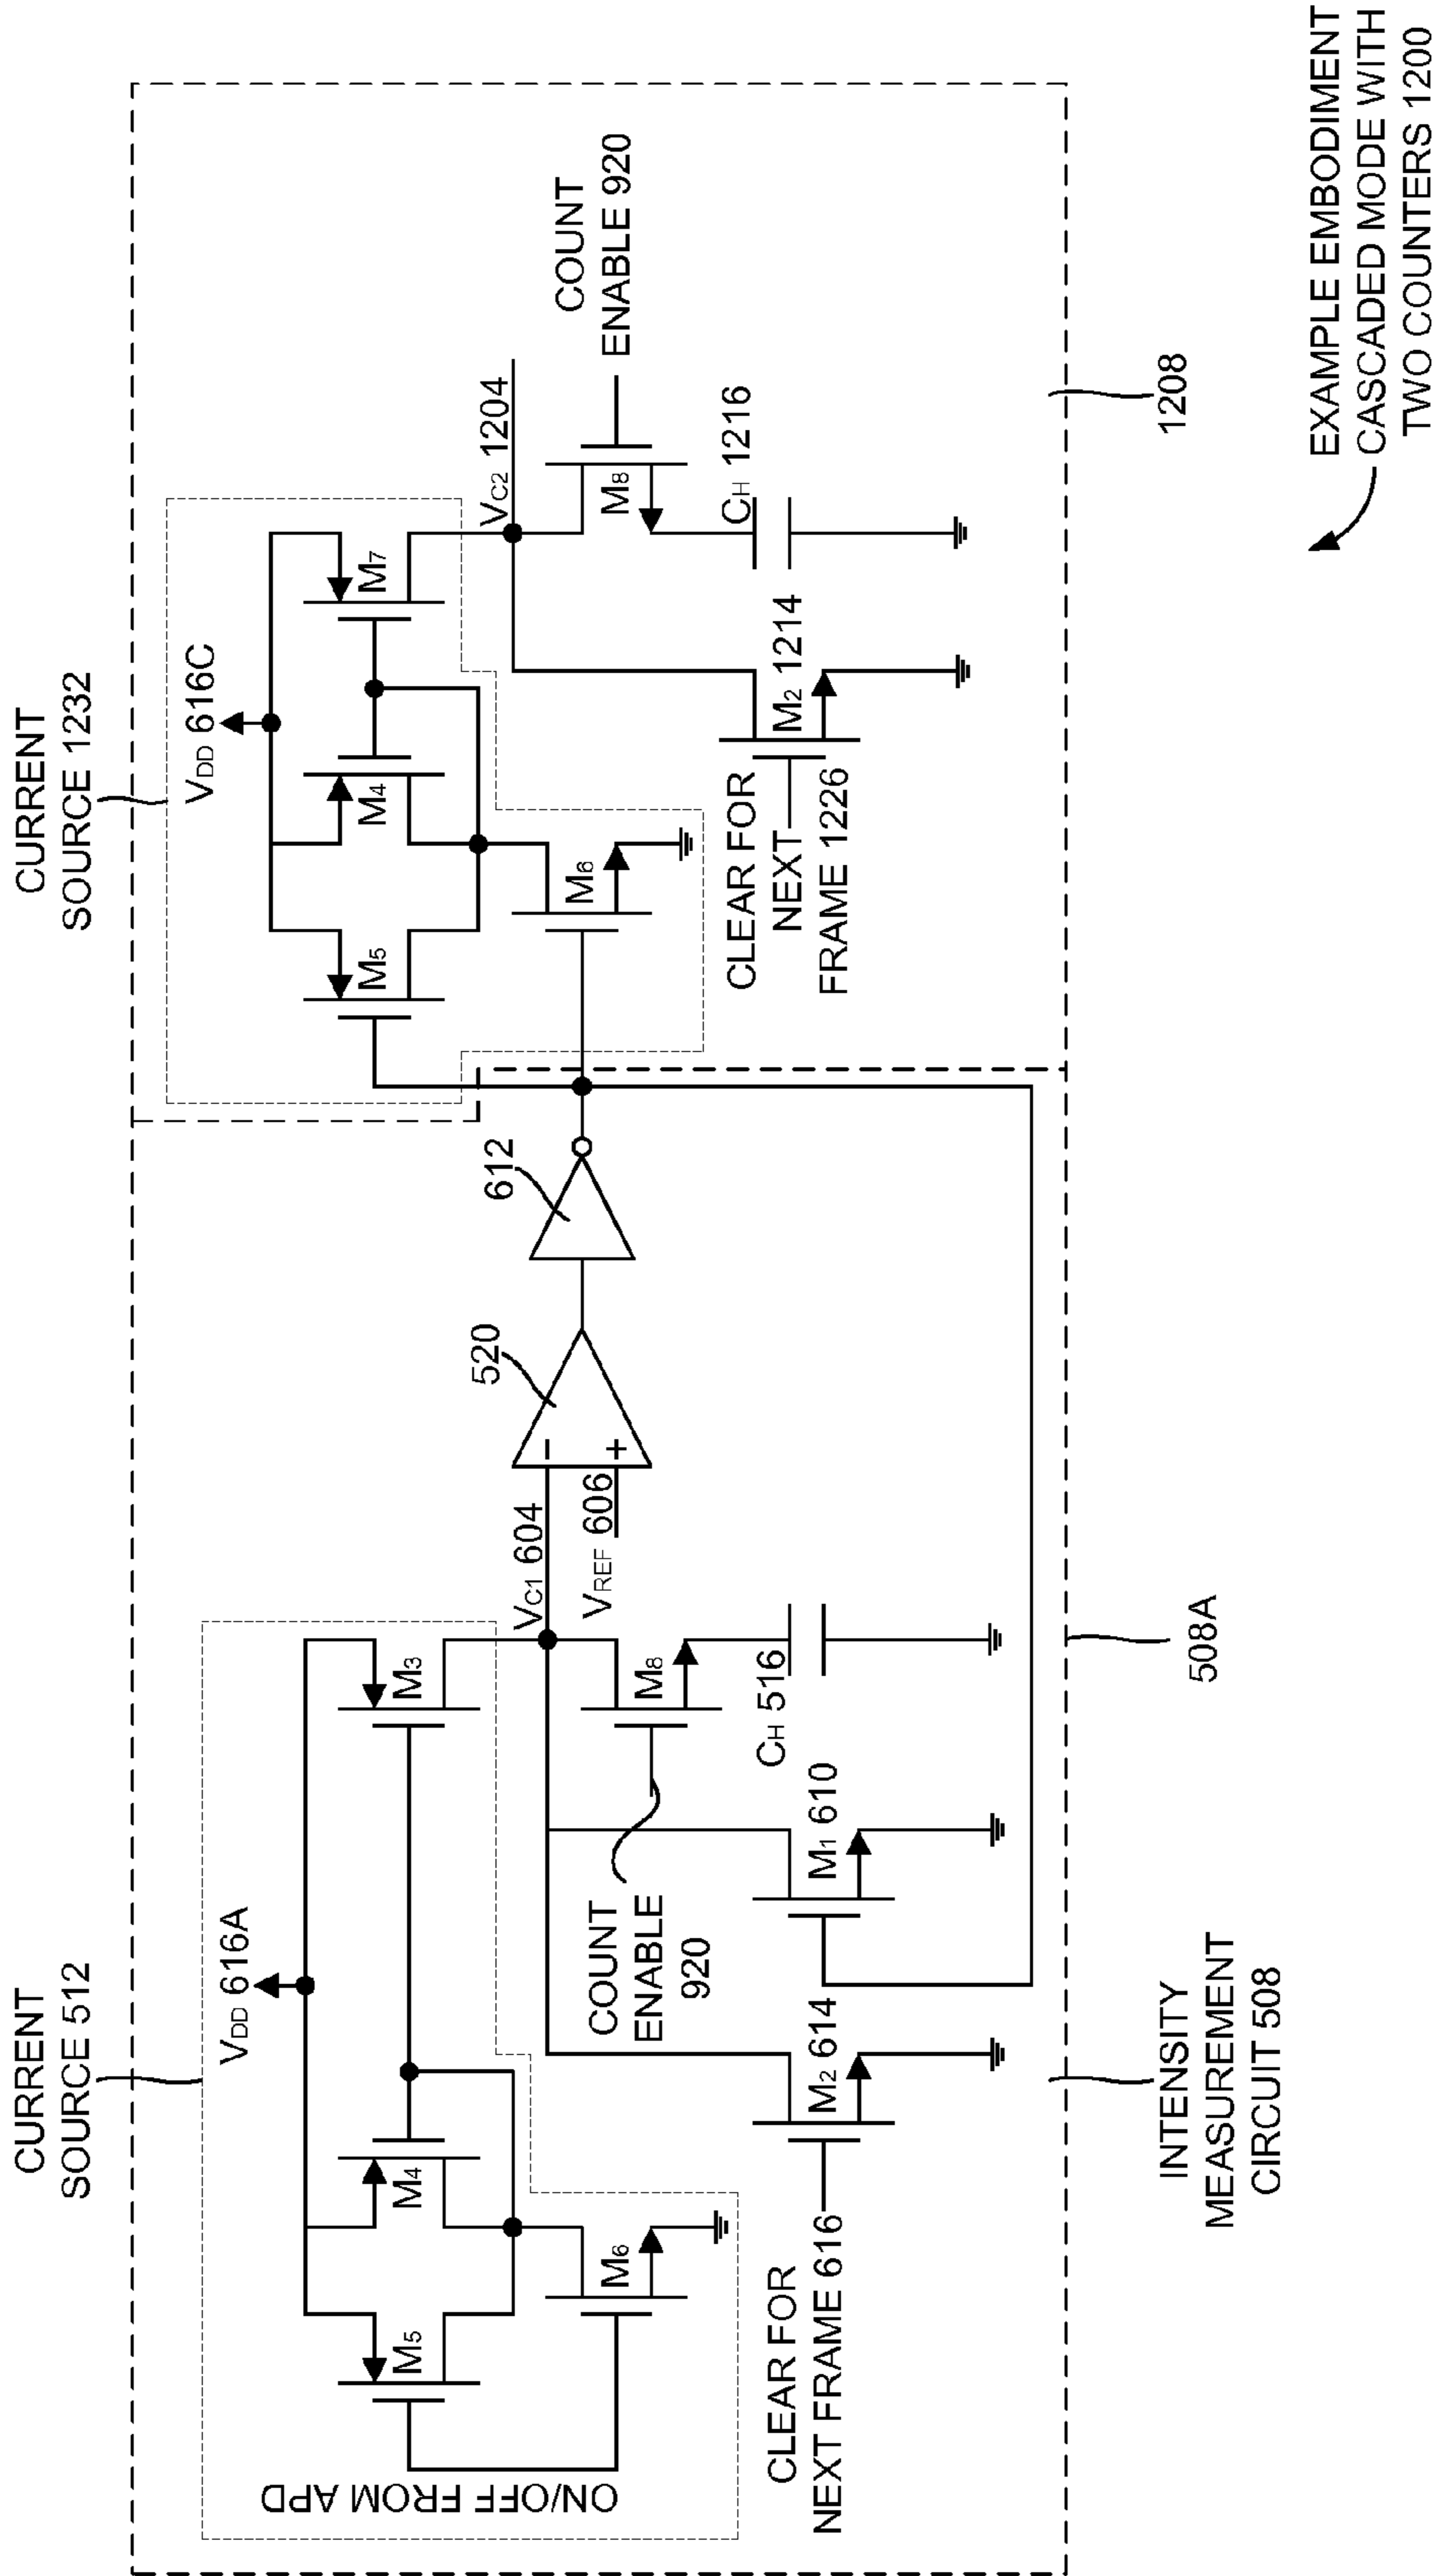 CURRENT
SOURCE 512
CURRENT
SOURCE 1232
VDD 616A
VDD 616C
ON/OFF FROM APD
M5
M4
M3
M6
M5
M4
M7
M6
VC1 604
VREF 606
520
612
VC2 1204
COUNT
ENABLE 920
M8
CH 1216
M2 1214
CLEAR FOR
NEXT
FRAME 1226
M8
CH 516
COUNT
ENABLE
920
M1 610
M2 614
CLEAR FOR
NEXT FRAME 616
INTENSITY
MEASUREMENT
CIRCUIT 508
508A
1208
EXAMPLE EMBODIMENT
CASCADED MODE WITH
TWO COUNTERS 1200